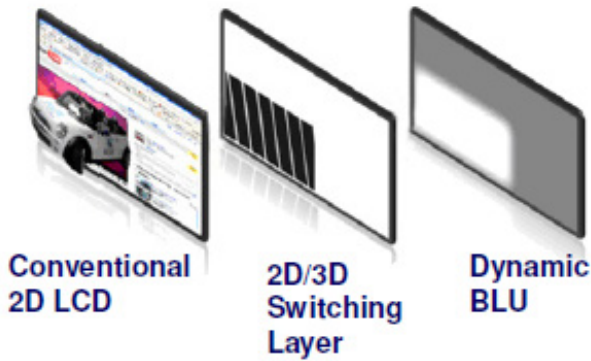 Conventional
2D LCD
2D/3D
Switching
Layer
Dynamic
BLU